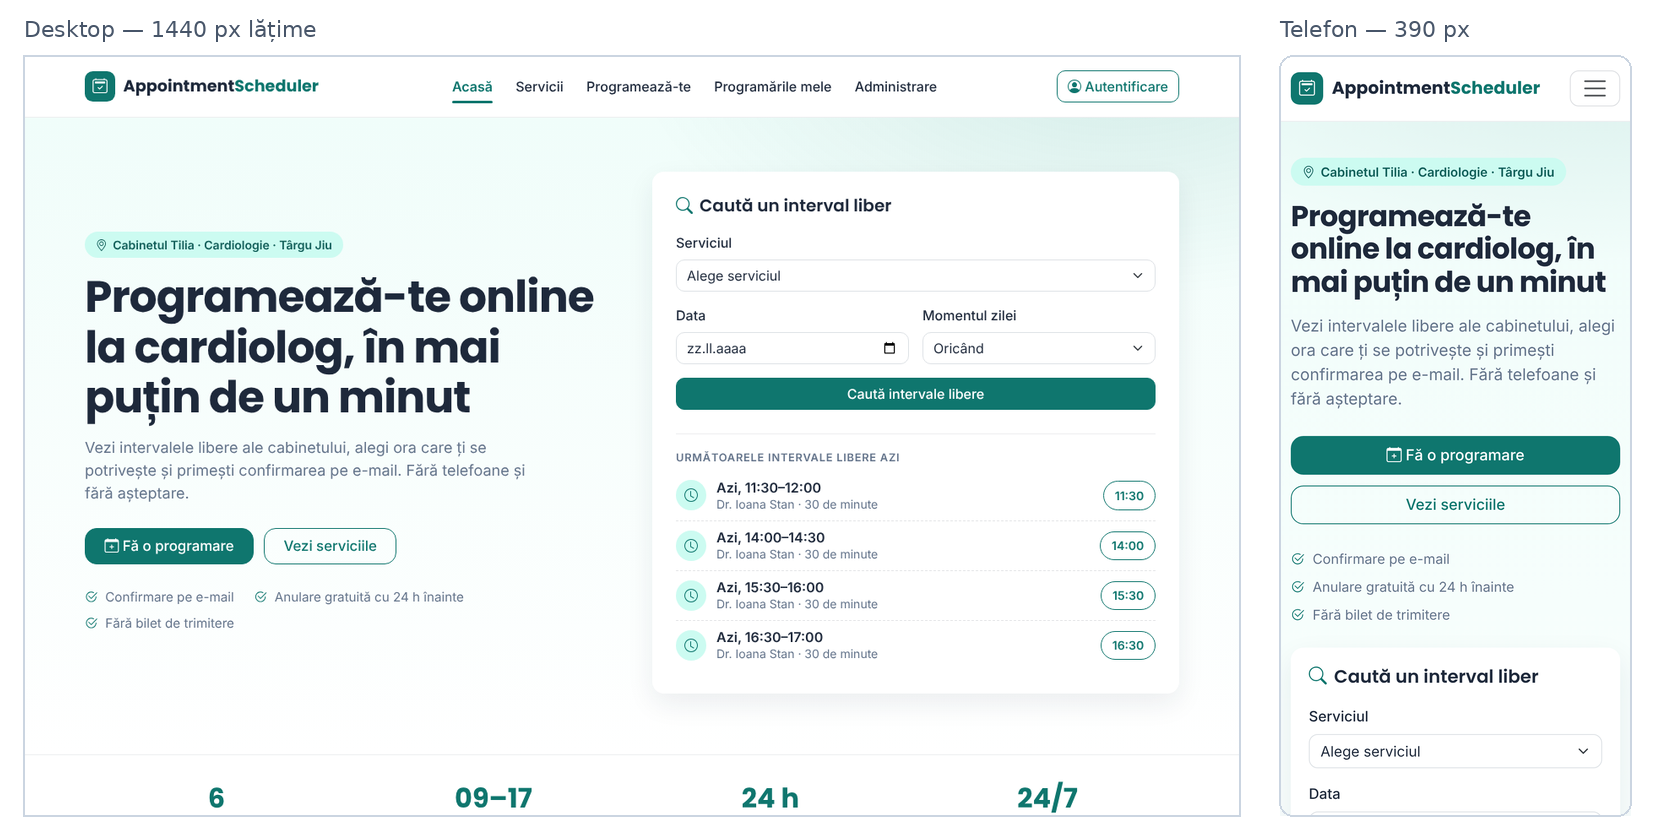 Desktop — 1440 px lățime
AppointmentScheduler
Acasă Servicii Programează-te Programările mele Administrare
Autentificare
Cabinetul Tilia · Cardiologie · Târgu Jiu
Programează-te online
la cardiolog, în mai
puțin de un minut
Vezi intervalele libere ale cabinetului, alegi ora care ți se
potrivește și primești confirmarea pe e-mail. Fără telefoane și
fără așteptare.
Fă o programare
Vezi serviciile
Confirmare pe e-mail
Anulare gratuită cu 24 h înainte
Fără bilet de trimitere
Caută un interval liber
Serviciul
Alege serviciul
Data
Momentul zilei
zz.ll.aaaa
Oricând
Caută intervale libere
URMĂTOARELE INTERVALE LIBERE AZI
Azi, 11:30–12:00
Dr. Ioana Stan · 30 de minute
11:30
Azi, 14:00–14:30
Dr. Ioana Stan · 30 de minute
14:00
Azi, 15:30–16:00
Dr. Ioana Stan · 30 de minute
15:30
Azi, 16:30–17:00
Dr. Ioana Stan · 30 de minute
16:30
6
09–17
24 h
24/7
Telefon — 390 px
AppointmentScheduler
Cabinetul Tilia · Cardiologie · Târgu Jiu
Programează-te
online la cardiolog, în
mai puțin de un minut
Vezi intervalele libere ale cabinetului, alegi
ora care ți se potrivește și primești
confirmarea pe e-mail. Fără telefoane și
fără așteptare.
Fă o programare
Vezi serviciile
Confirmare pe e-mail
Anulare gratuită cu 24 h înainte
Fără bilet de trimitere
Caută un interval liber
Serviciul
Alege serviciul
Data